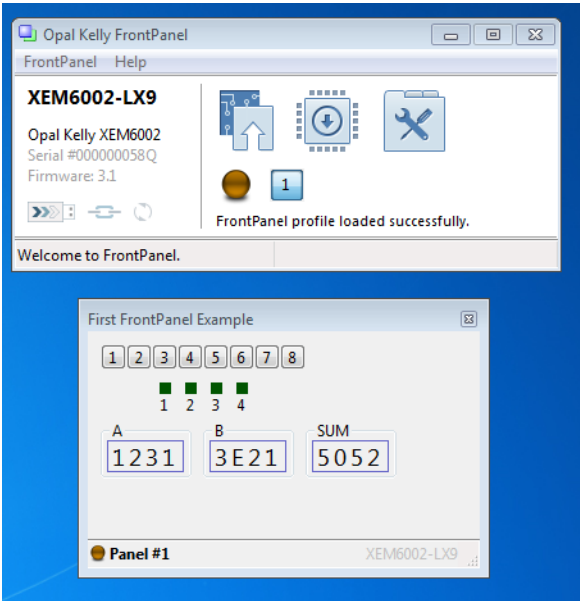 Opal Kelly FrontPanel
FrontPanel Help
XEM6002-LX9
Opal Kelly XEM6002
Serial #000000058Q
Firmware: 3.1
1
FrontPanel profile loaded successfully.
Welcome to FrontPanel.
First FrontPanel Example
1 2 3 4 5 6 7 8
1 2 3 4
A B SUM
1231 3E21 5052
Panel #1 XEM6002-LX9